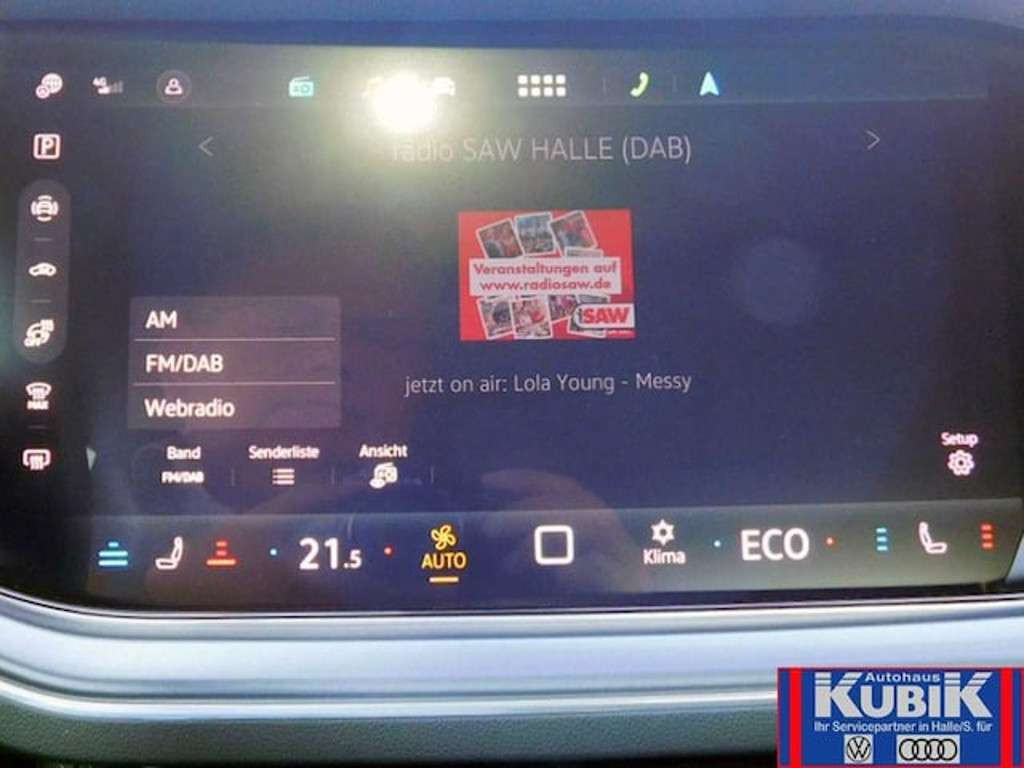 4G
P
radio SAW HALLE (DAB)
Veranstaltungen auf
www.radiosaw.de
SAW
AM
FM/DAB
Webradio
jetzt on air: Lola Young - Messy
OFF
MAX
Band
FM/DAB
Senderliste
Ansicht
Setup
21.5
AUTO
Klima
ECO
Autohaus
KUBIK
Ihr Servicepartner in Halle/S. für